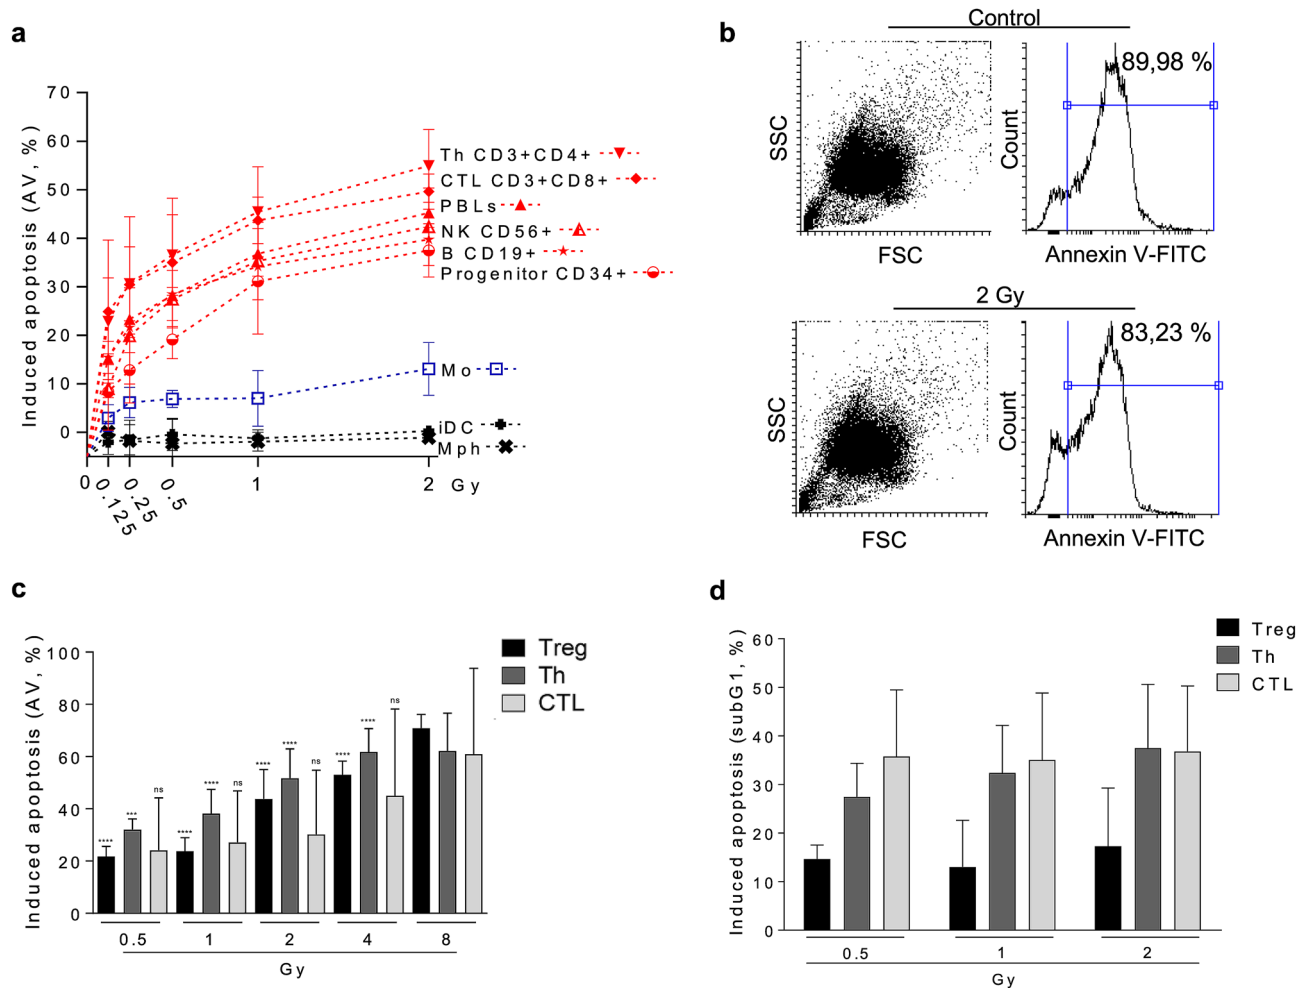 a
Induced apoptosis (AV, %)
70
60
50
40
30
20
10
0
0
0.125
0.25
0.5
1
2
Gy
Th CD3+CD4+
CTL CD3+CD8+
PBLs
NK CD56+
B CD19+
Progenitor CD34+
Mo
iDC
Mph
b
Control
SSC
FSC
Count
89,98 %
Annexin V-FITC
2 Gy
SSC
FSC
Count
83,23 %
Annexin V-FITC
c
Induced apoptosis (AV, %)
100
80
60
40
20
0
**** *** ns
**** **** ns
**** **** ns
**** **** ns
0.5 1 2 4 8
Gy
Treg
Th
CTL
d
Induced apoptosis (subG1, %)
60
50
40
30
20
10
0
0.5 1 2
Gy
Treg
Th
CTL